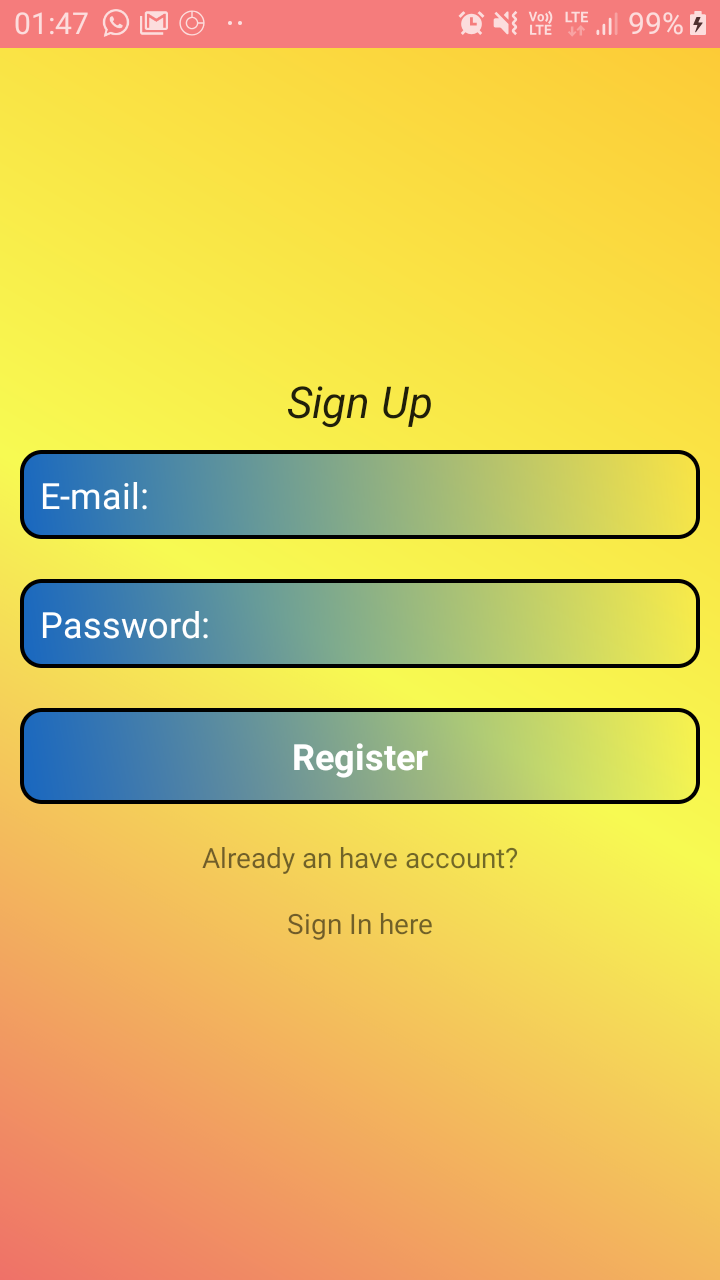 01:47 Vo)) LTE LTE 99%
Sign Up
E-mail:
Password:
Register
Already an have account?
Sign In here